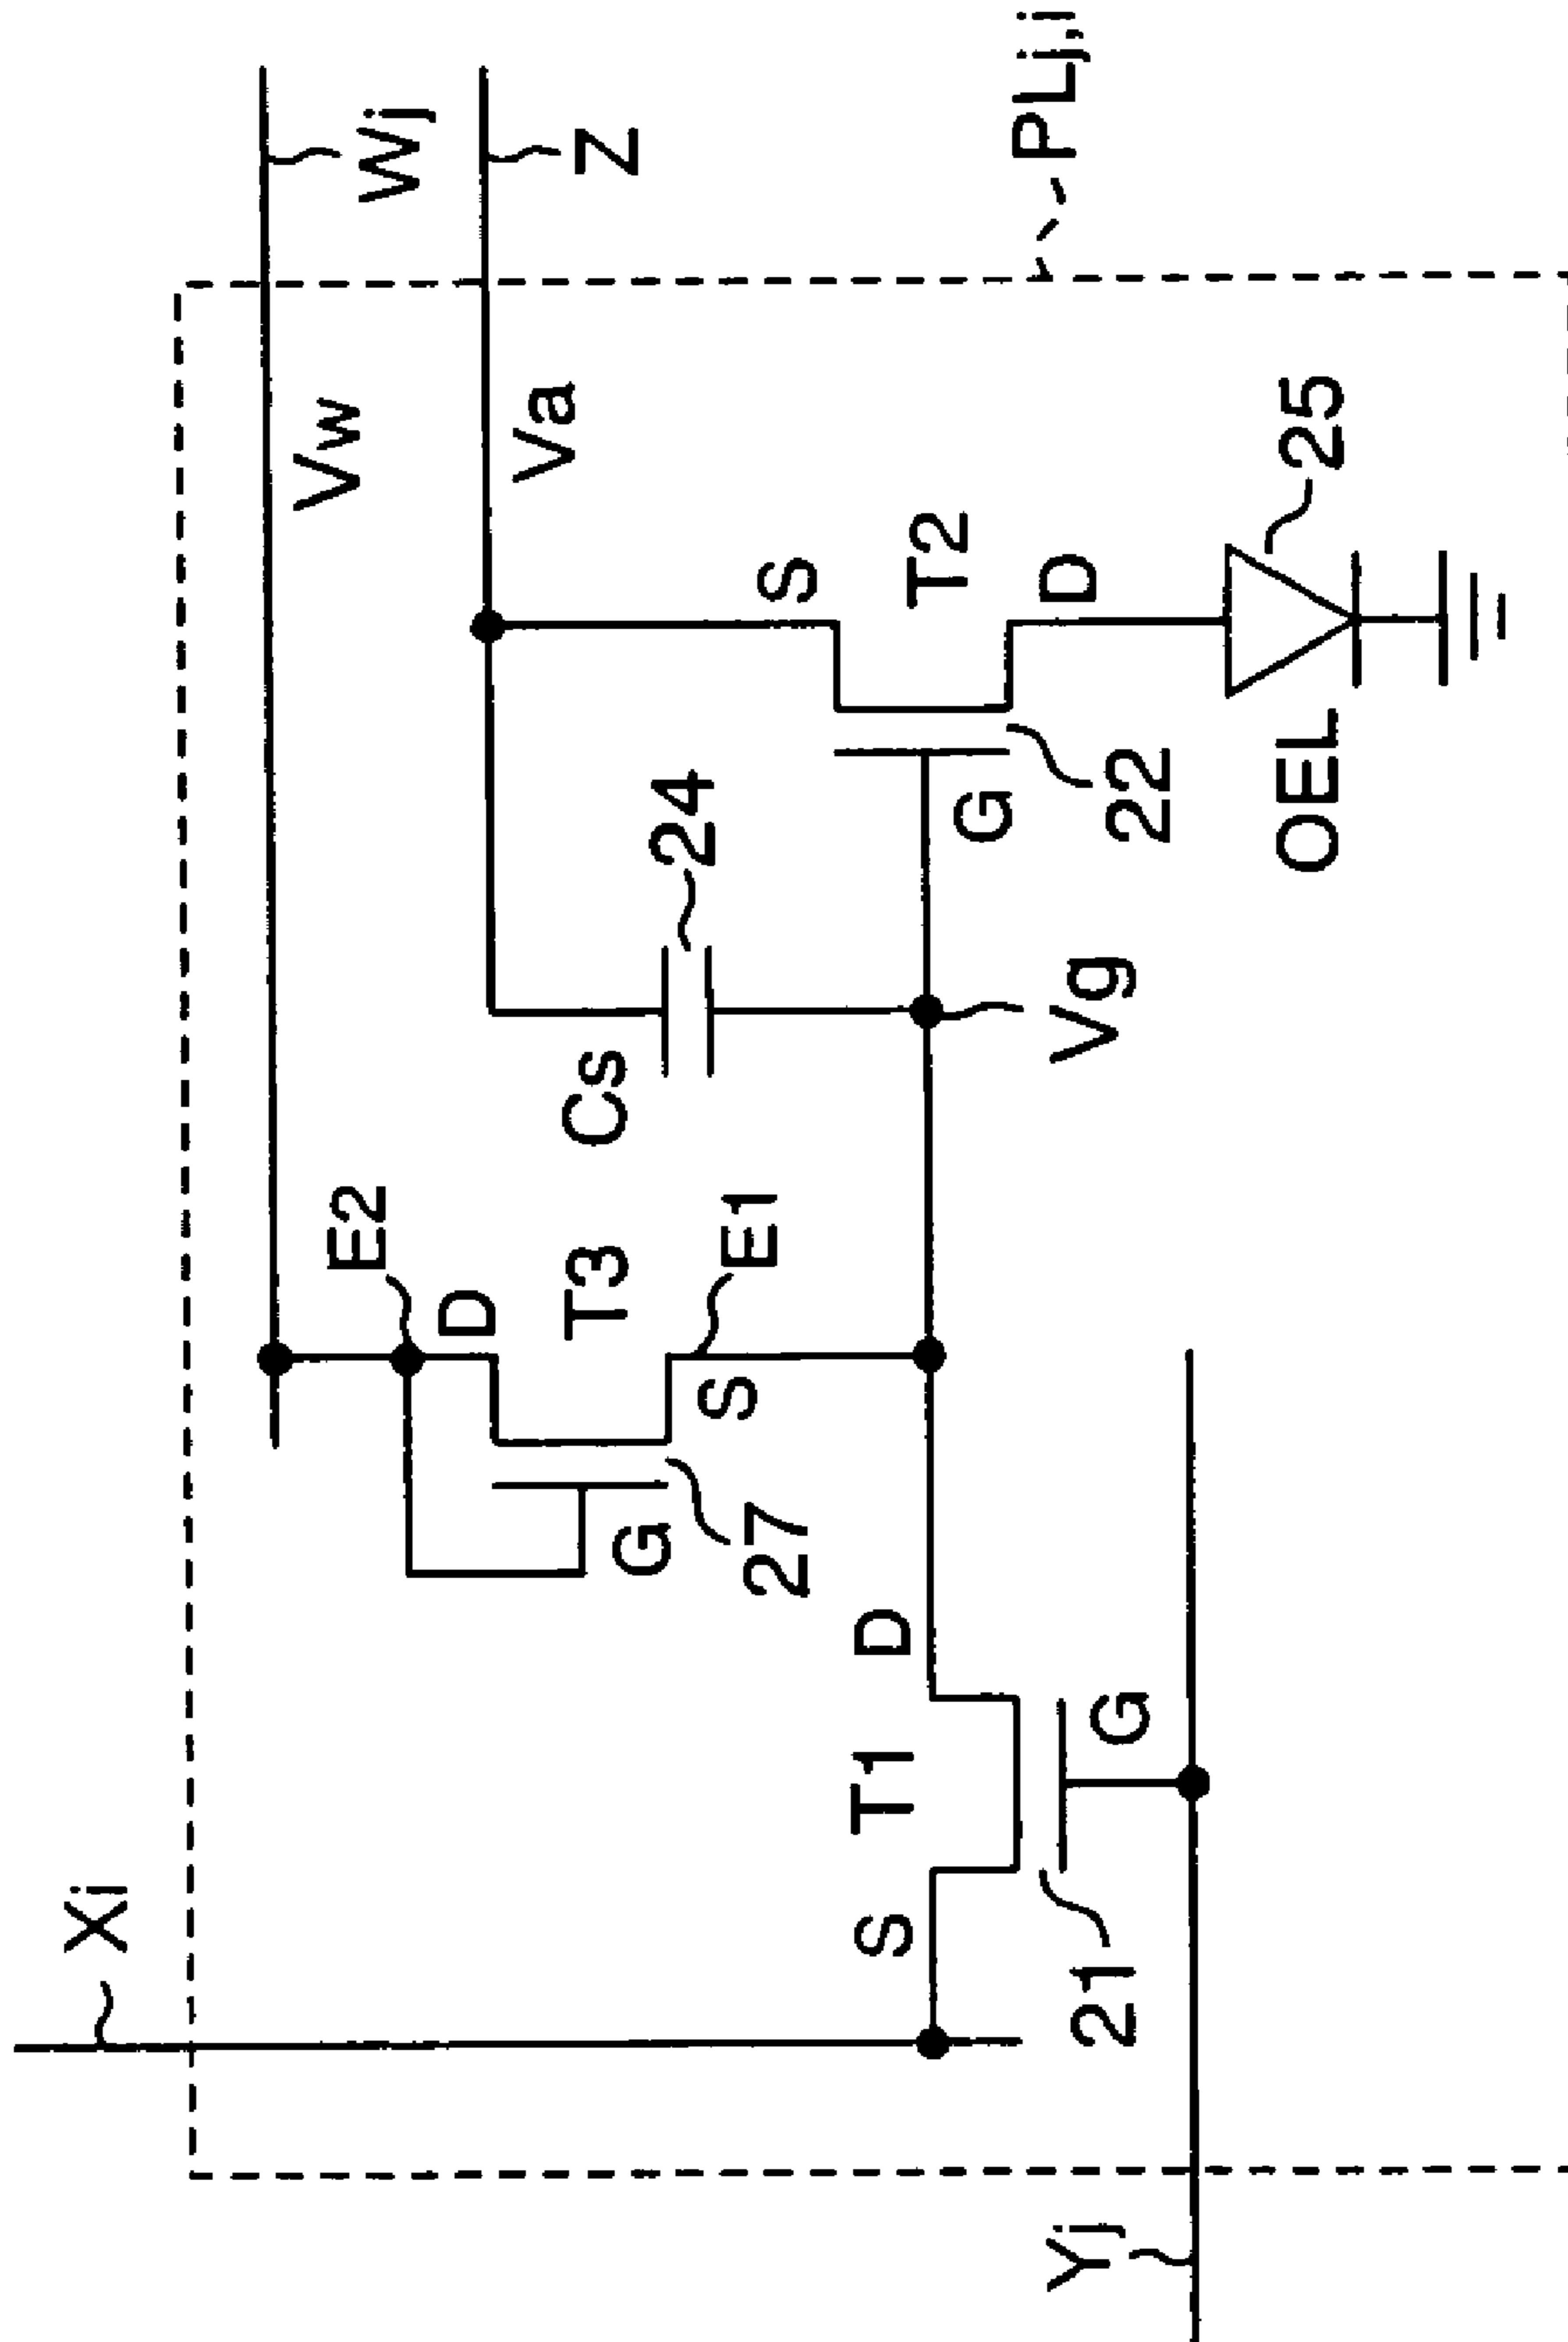 Xi
Wj
Vw
Z
Va
E2
D
T3
Cs
24
S
E1
G
27
S
T2
D
G
22
PLj,i
T1
S
D
G
21
Vg
OEL
25
Yj